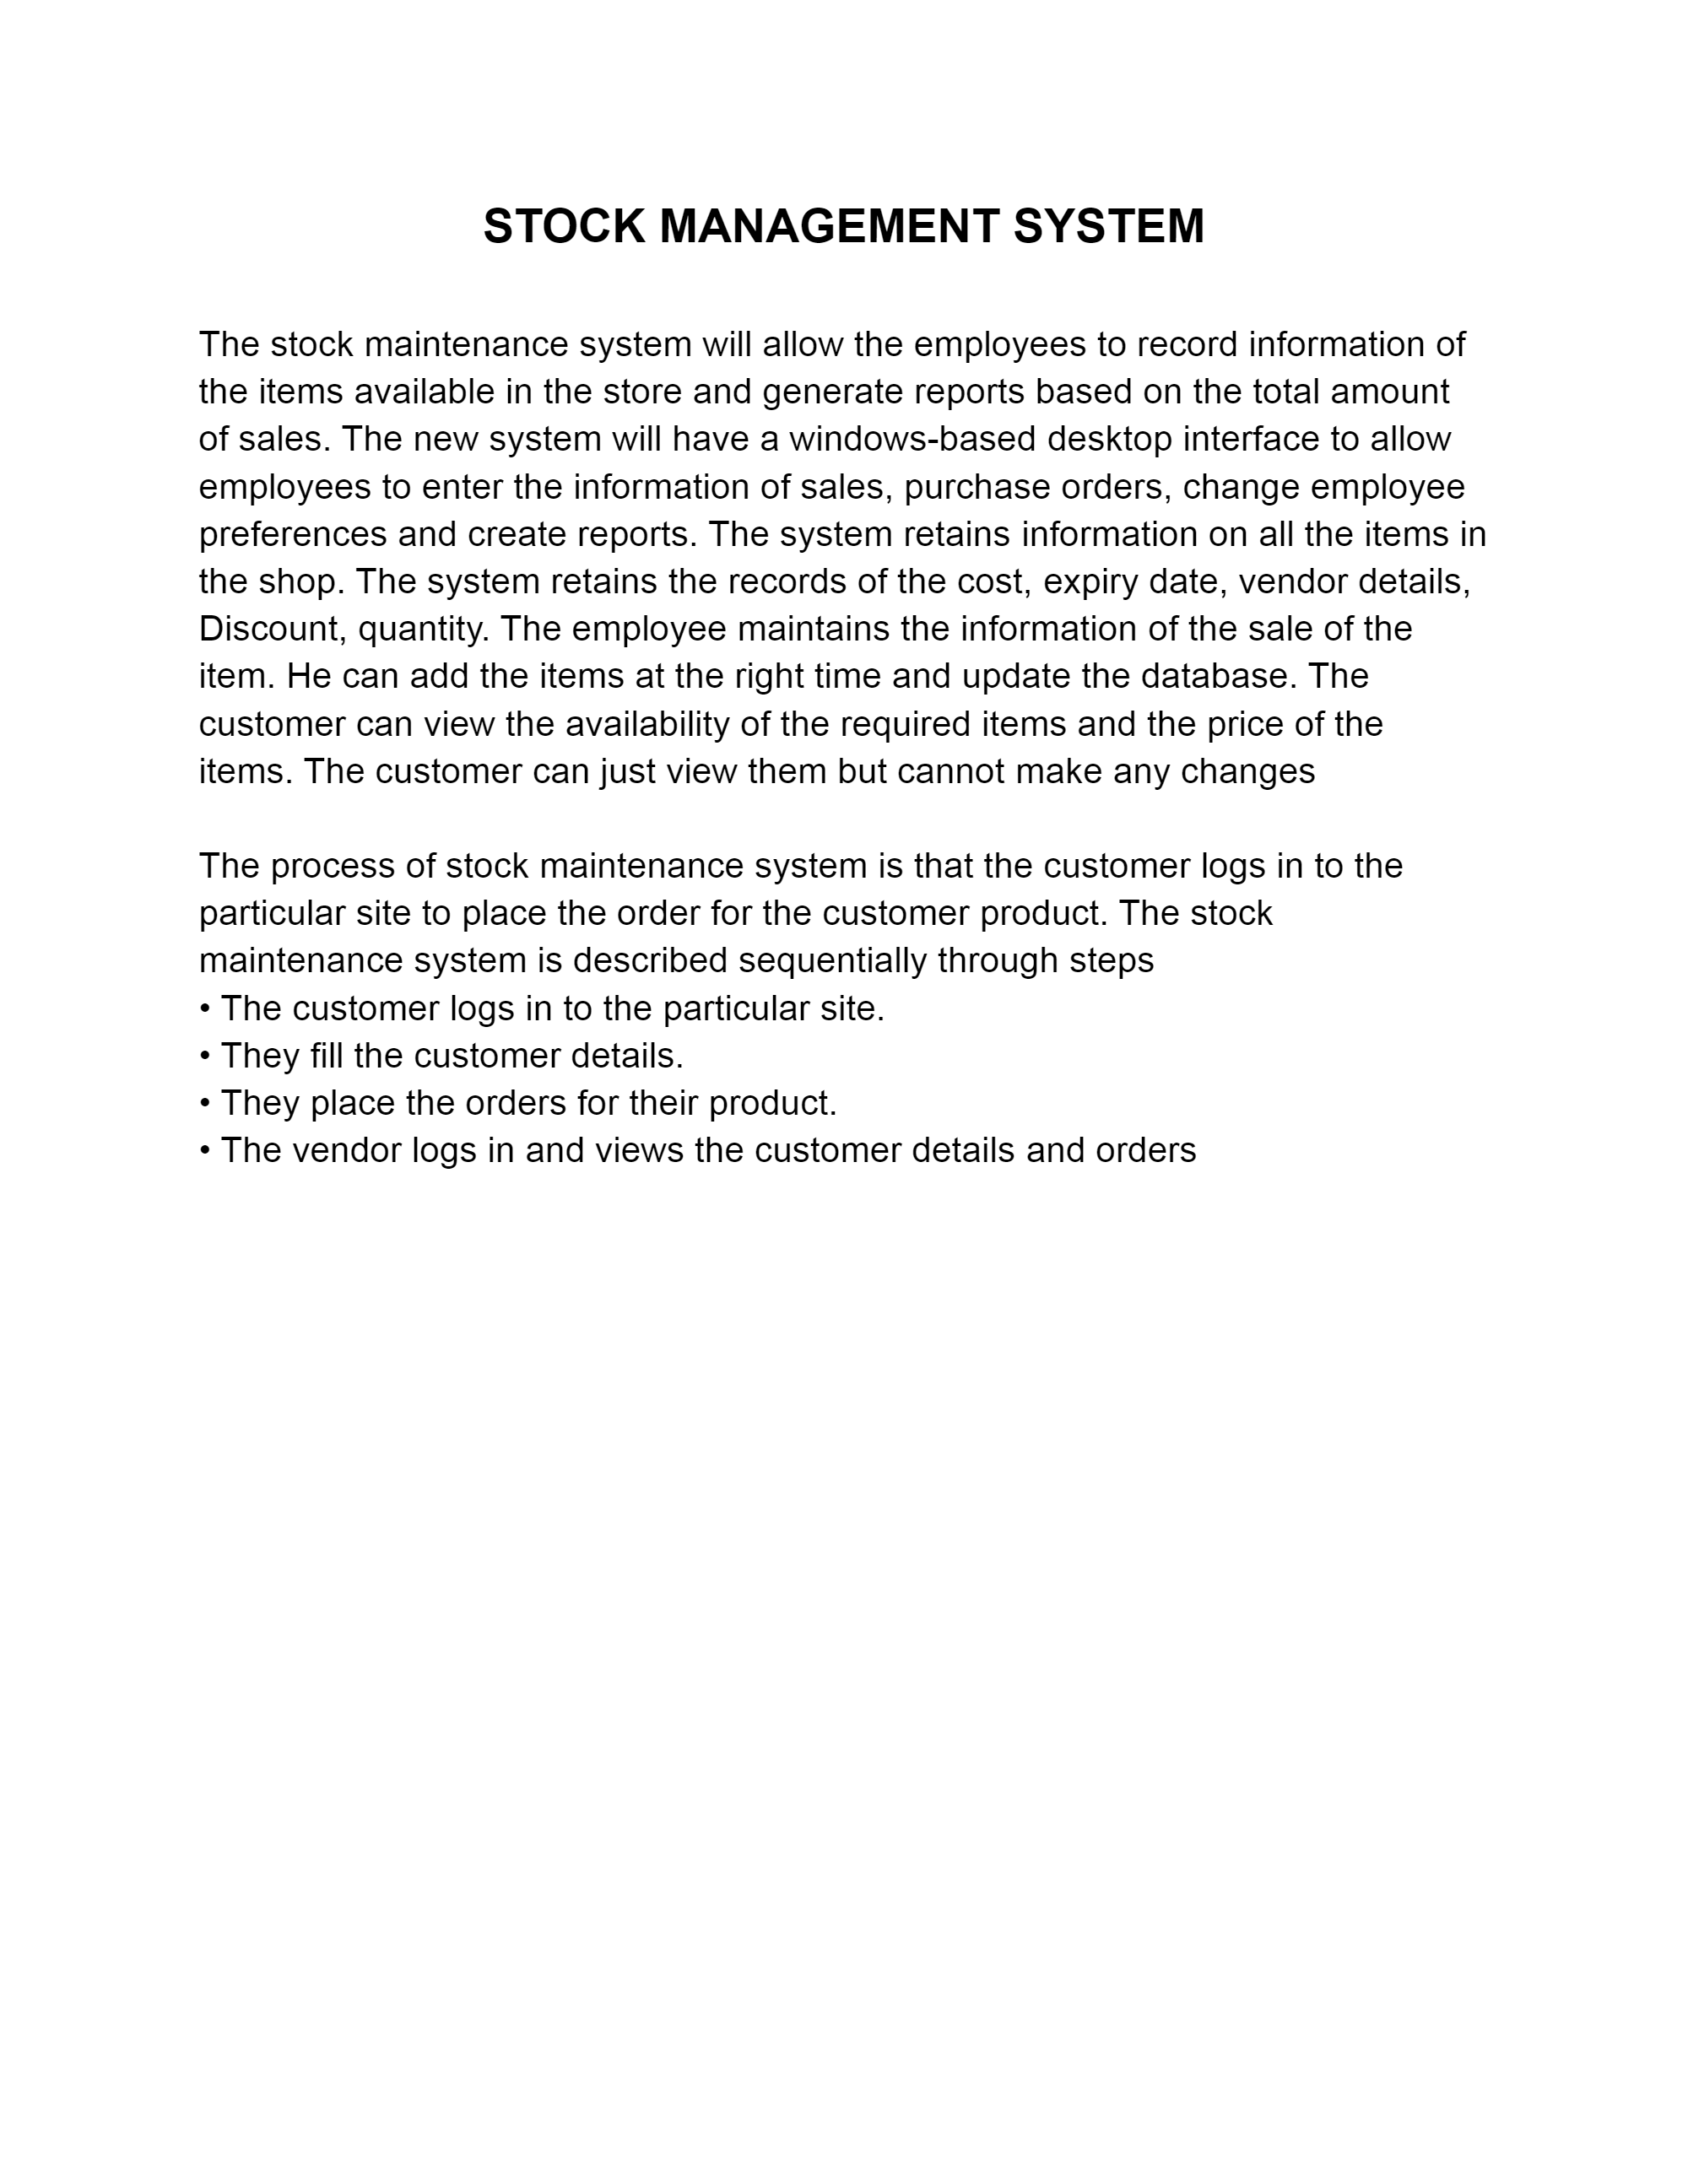 STOCK MANAGEMENT SYSTEM
The stock maintenance system will allow the employees to record information of
the items available in the store and generate reports based on the total amount
of sales. The new system will have a windows-based desktop interface to allow
employees to enter the information of sales, purchase orders, change employee
preferences and create reports. The system retains information on all the items in
the shop. The system retains the records of the cost, expiry date, vendor details,
Discount, quantity. The employee maintains the information of the sale of the
item. He can add the items at the right time and update the database. The
customer can view the availability of the required items and the price of the
items. The customer can just view them but cannot make any changes
The process of stock maintenance system is that the customer logs in to the
particular site to place the order for the customer product. The stock
maintenance system is described sequentially through steps
• The customer logs in to the particular site.
• They fill the customer details.
• They place the orders for their product.
• The vendor logs in and views the customer details and orders